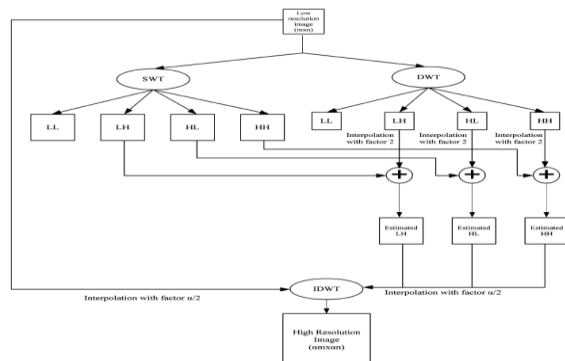 Low
resolution image
(mxn)
SWT
DWT
LL
LH
HL
HH
LL
LH
HL
HH
Interpolation
with factor 2
Interpolation
with factor 2
Interpolation
with factor 2
+
+
+
Estimated
LH
Estimated
HL
Estimated
HH
IDWT
Interpolation with factor α/2
Interpolation with factor α/2
High Resolution
Image
(αmxαn)